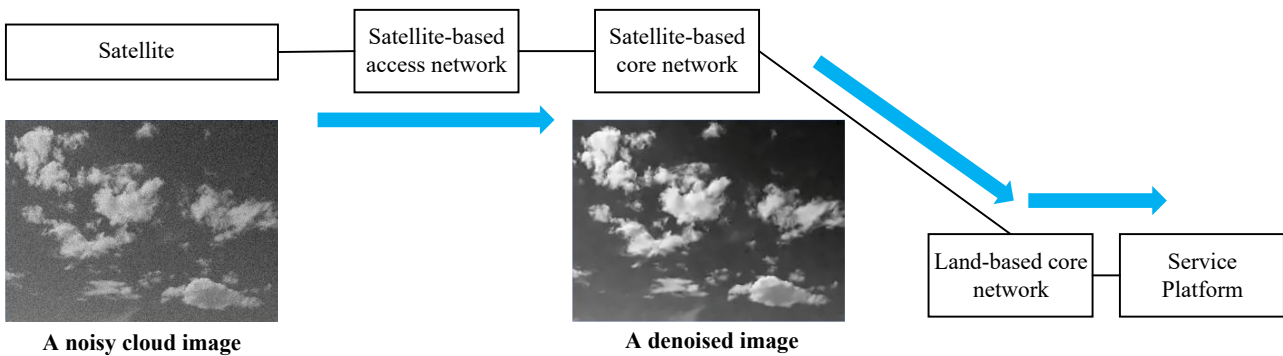 Satellite
Satellite-based
access network
Satellite-based
core network
A noisy cloud image
A denoised image
Land-based core
network
Service
Platform